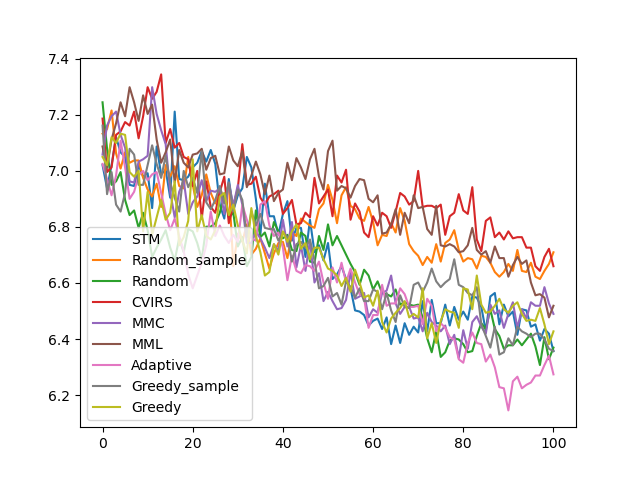 7.4
7.2
7.0
6.8
6.6
6.4
6.2
STM
Random_sample
Random
CVIRS
MMC
MML
Adaptive
Greedy_sample
Greedy
0 20 40 60 80 100